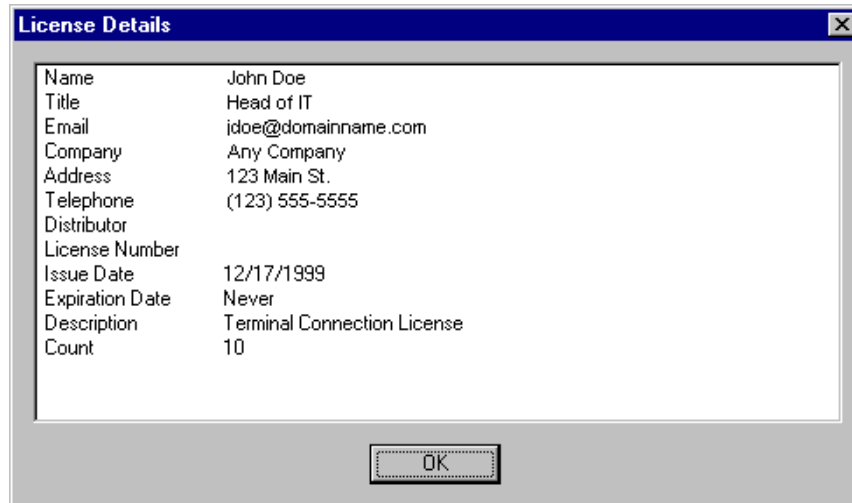 License Details
Name John Doe
Title Head of IT
Email jdoe@domainname.com
Company Any Company
Address 123 Main St.
Telephone (123) 555-5555
Distributor
License Number
Issue Date 12/17/1999
Expiration Date Never
Description Terminal Connection License
Count 10
OK